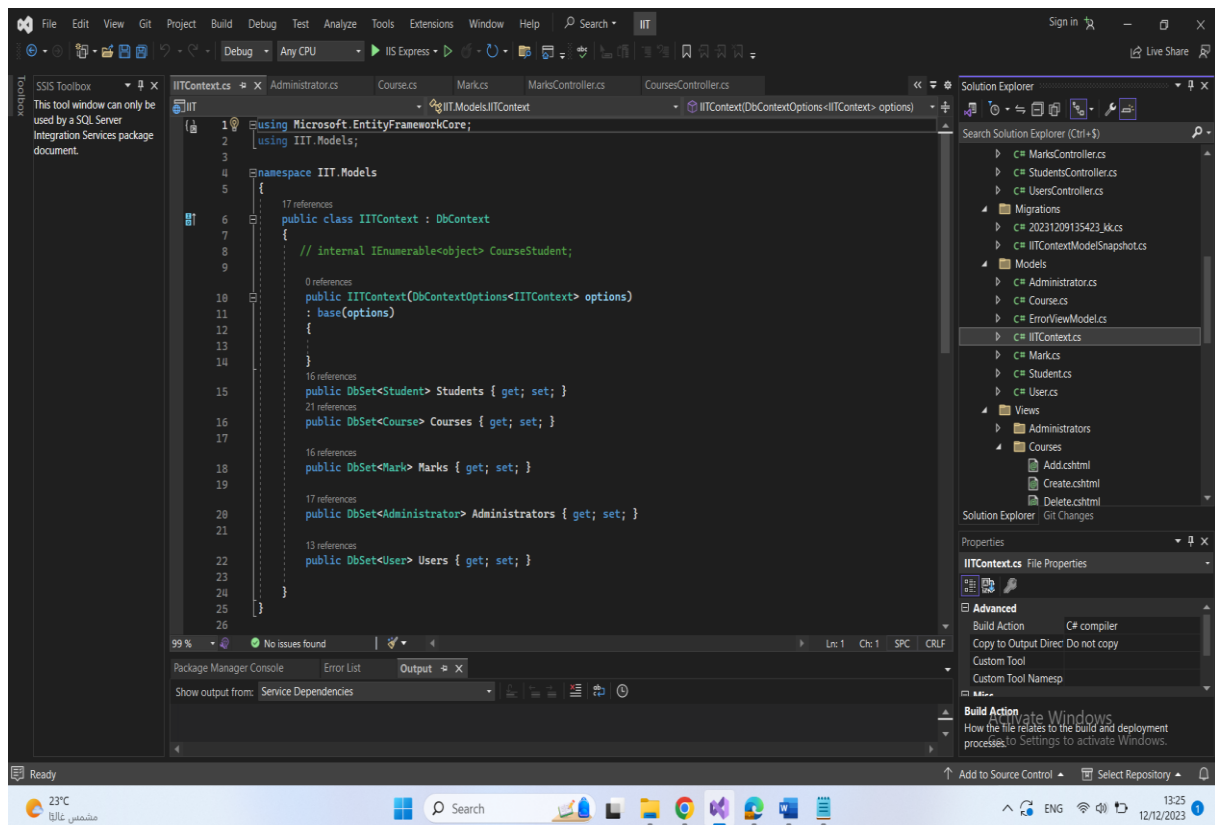 File Edit View Git Project Build Debug Test Analyze Tools Extensions Window Help Search IIT Sign in
Debug Any CPU IIS Express Live Share
Toolbox
SSIS Toolbox
This tool window can only be
used by a SQL Server
Integration Services package
document.
IITContext.cs Administrator.cs Course.cs Mark.cs MarksController.cs CoursesController.cs
IIT IIT.Models.IITContext IITContext(DbContextOptions<IITContext> options)
1 using Microsoft.EntityFrameworkCore;
2 using IIT.Models;
3
4 namespace IIT.Models
5 {
17 references
6 public class IITContext : DbContext
7 {
8 // internal IEnumerable<object> CourseStudent;
9
0 references
10 public IITContext(DbContextOptions<IITContext> options)
11 : base(options)
12 {
13
14 }
16 references
15 public DbSet<Student> Students { get; set; }
21 references
16 public DbSet<Course> Courses { get; set; }
17
16 references
18 public DbSet<Mark> Marks { get; set; }
19
17 references
20 public DbSet<Administrator> Administrators { get; set; }
21
13 references
22 public DbSet<User> Users { get; set; }
23
24 }
25 }
26
99 % No issues found Ln: 1 Ch: 1 SPC CRLF
Package Manager Console Error List Output
Show output from: Service Dependencies
Solution Explorer
Search Solution Explorer (Ctrl+$)
C# MarksController.cs
C# StudentsController.cs
C# UsersController.cs
Migrations
C# 20231209135423_kk.cs
C# IITContextModelSnapshot.cs
Models
C# Administrator.cs
C# Course.cs
C# ErrorViewModel.cs
C# IITContext.cs
C# Mark.cs
C# Student.cs
C# User.cs
Views
Administrators
Courses
Add.cshtml
Create.cshtml
Delete.cshtml
Solution Explorer Git Changes
Properties
IITContext.cs File Properties
Advanced
Build Action C# compiler
Copy to Output Direc Do not copy
Custom Tool
Custom Tool Namesp
Misc
Build Action
How the file relates to the build and deployment
processes.
Activate Windows
Go to Settings to activate Windows.
Ready Add to Source Control Select Repository
23°C
مشمس غالبًا
Search
ENG
13:25
12/12/2023
1